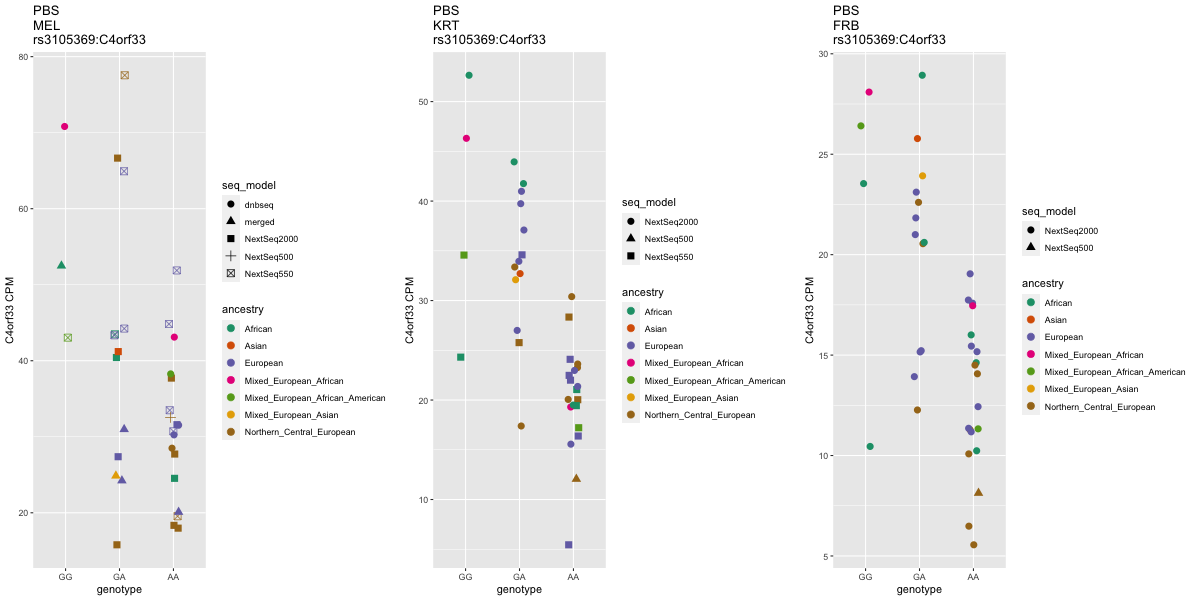 PBS
MEL
rs3105369:C4orf33
80
60
40
20
C4orf33 CPM
GG
GA
AA
genotype
seq_model
dnbseq
merged
NextSeq2000
NextSeq500
NextSeq550
ancestry
African
Asian
European
Mixed_European_African
Mixed_European_African_American
Mixed_European_Asian
Northern_Central_European
PBS
KRT
rs3105369:C4orf33
50
40
30
20
10
C4orf33 CPM
GG
GA
AA
genotype
seq_model
NextSeq2000
NextSeq500
NextSeq550
ancestry
African
Asian
European
Mixed_European_African
Mixed_European_African_American
Mixed_European_Asian
Northern_Central_European
PBS
FRB
rs3105369:C4orf33
30
25
20
15
10
5
C4orf33 CPM
GG
GA
AA
genotype
seq_model
NextSeq2000
NextSeq500
ancestry
African
Asian
European
Mixed_European_African
Mixed_European_African_American
Mixed_European_Asian
Northern_Central_European